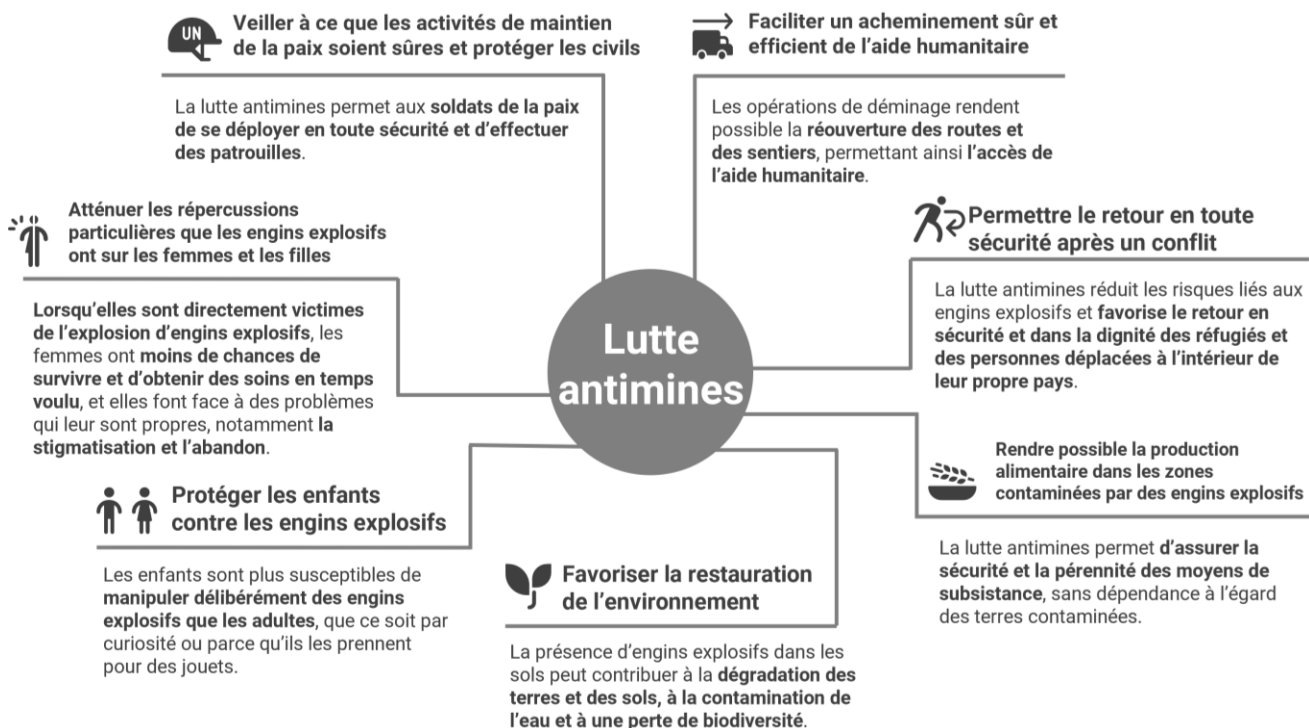 UN
Veiller à ce que les activités de maintien
de la paix soient sûres et protéger les civils
La lutte antimines permet aux soldats de la paix
de se déployer en toute sécurité et d’effectuer
des patrouilles.
Faciliter un acheminement sûr et
efficient de l’aide humanitaire
Les opérations de déminage rendent
possible la réouverture des routes et
des sentiers, permettant ainsi l’accès de
l’aide humanitaire.
Atténuer les répercussions
particulières que les engins explosifs
ont sur les femmes et les filles
Lorsqu’elles sont directement victimes
de l’explosion d’engins explosifs, les
femmes ont moins de chances de
survivre et d’obtenir des soins en temps
voulu, et elles font face à des problèmes
qui leur sont propres, notamment la
stigmatisation et l’abandon.
Permettre le retour en toute
sécurité après un conflit
La lutte antimines réduit les risques liés aux
engins explosifs et favorise le retour en
sécurité et dans la dignité des réfugiés et
des personnes déplacées à l’intérieur de
leur propre pays.
Lutte
antimines
Protéger les enfants
contre les engins explosifs
Les enfants sont plus susceptibles de
manipuler délibérément des engins
explosifs que les adultes, que ce soit par
curiosité ou parce qu'ils les prennent
pour des jouets.
Favoriser la restauration
de l’environnement
La présence d’engins explosifs dans les
sols peut contribuer à la dégradation des
terres et des sols, à la contamination de
l’eau et à une perte de biodiversité.
Rendre possible la production
alimentaire dans les zones
contaminées par des engins explosifs
La lutte antimines permet d’assurer la
sécurité et la pérennité des moyens de
subsistance, sans dépendance à l’égard
des terres contaminées.